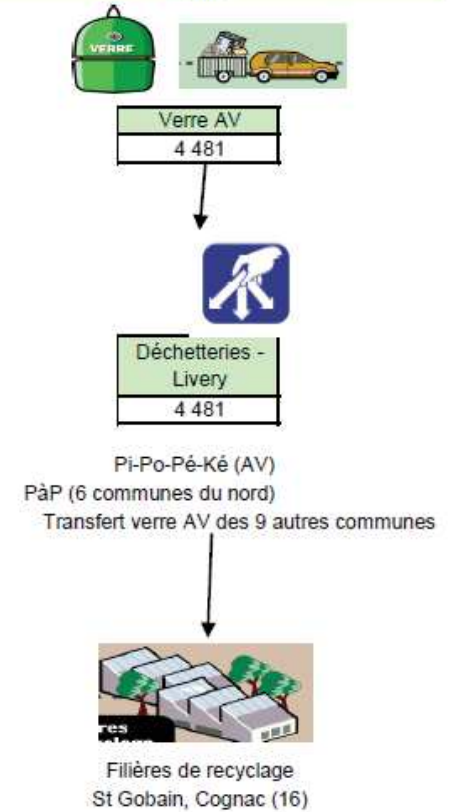 VERRE
Verre AV
4 481
Déchetteries -
Livery
4 481
Pi-Po-Pé-Ké (AV)
PàP (6 communes du nord)
Transfert verre AV des 9 autres communes
Filières de recyclage
St Gobain, Cognac (16)